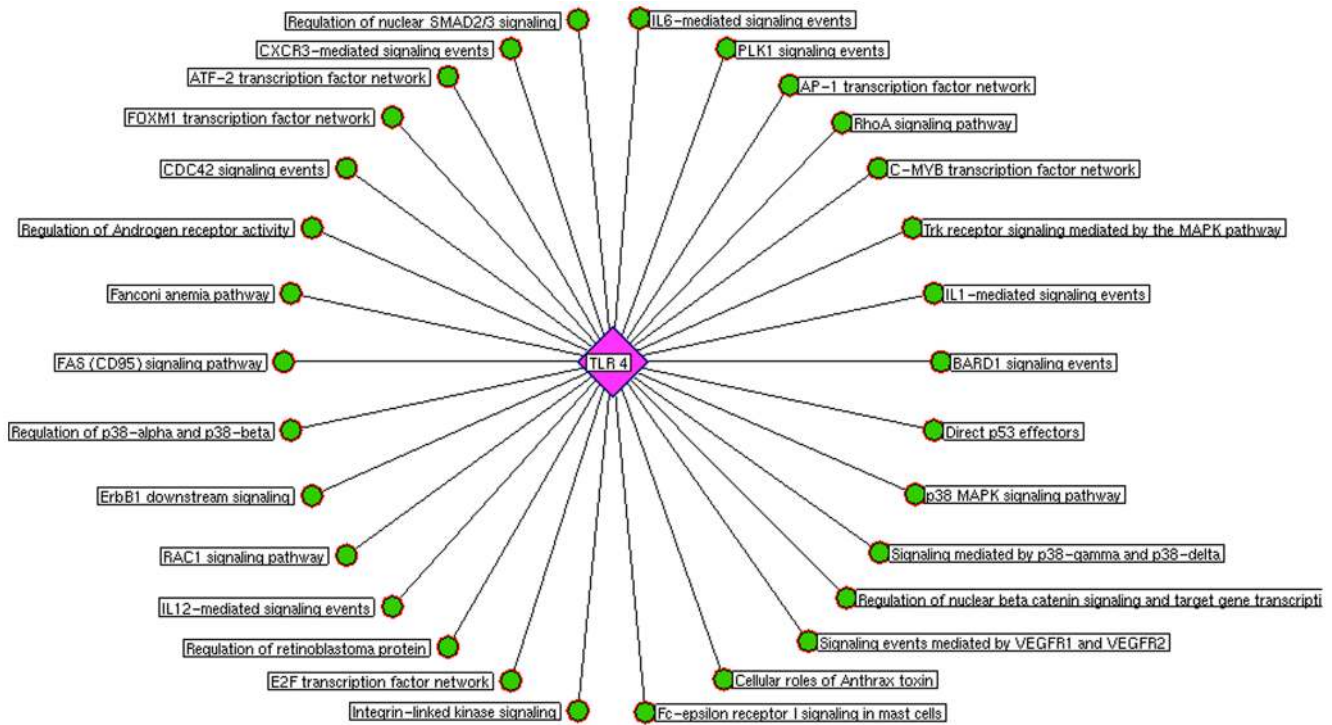 Regulation of nuclear SMAD2/3 signaling
IL6-mediated signaling events
CXCR3-mediated signaling events
PLK1 signaling events
ATF-2 transcription factor network
AP-1 transcription factor network
FOXM1 transcription factor network
RhoA signaling pathway
CDC42 signaling events
C-MYB transcription factor network
Regulation of Androgen receptor activity
Trk receptor signaling mediated by the MAPK pathway
Fanconi anemia pathway
IL1-mediated signaling events
FAS (CD95) signaling pathway
TLR 4
BARD1 signaling events
Regulation of p38-alpha and p38-beta
Direct p53 effectors
ErbB1 downstream signaling
p38 MAPK signaling pathway
RAC1 signaling pathway
Signaling mediated by p38-gamma and p38-delta
IL12-mediated signaling events
Regulation of nuclear beta catenin signaling and target gene transcripti
Regulation of retinoblastoma protein
Signaling events mediated by VEGFR1 and VEGFR2
E2F transcription factor network
Cellular roles of Anthrax toxin
Integrin-linked kinase signaling
Fc-epsilon receptor I signaling in mast cells